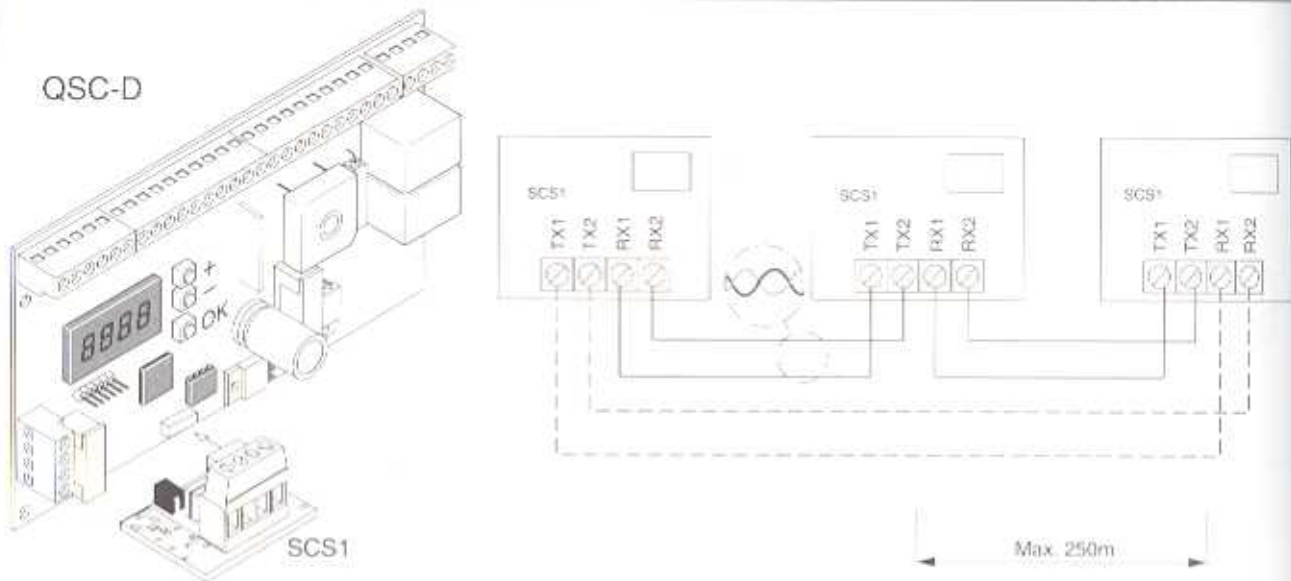 QSC-D
+
-
OK
8888
SCS1
SCS1
TX1 TX2 RX1 RX2
SCS1
TX1 TX2 RX1 RX2
SCS1
TX1 TX2 RX1 RX2
Max. 250m